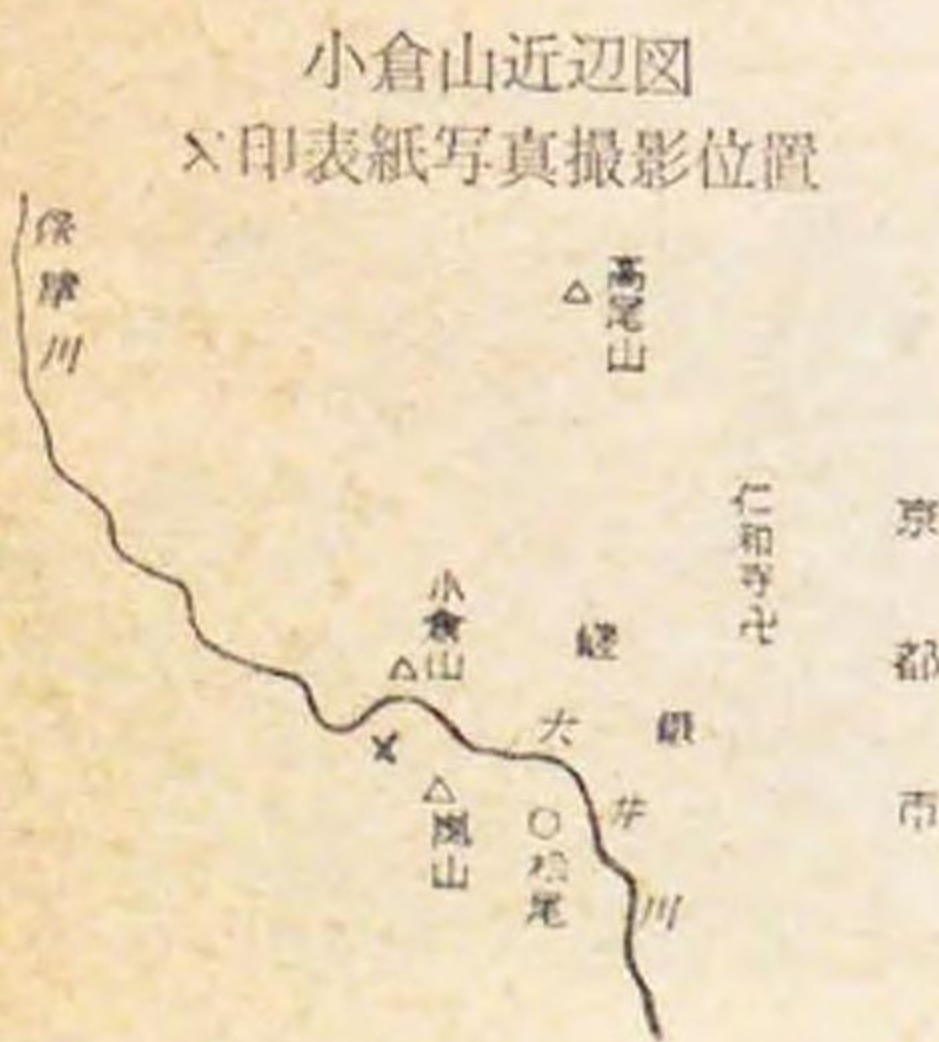 小倉山近辺図
×印表紙写真撮影位置
保津川
△高尾山
仁和寺卍
京都市
小倉山
△
嵯峨
大井川
×
△
嵐山
○松尾